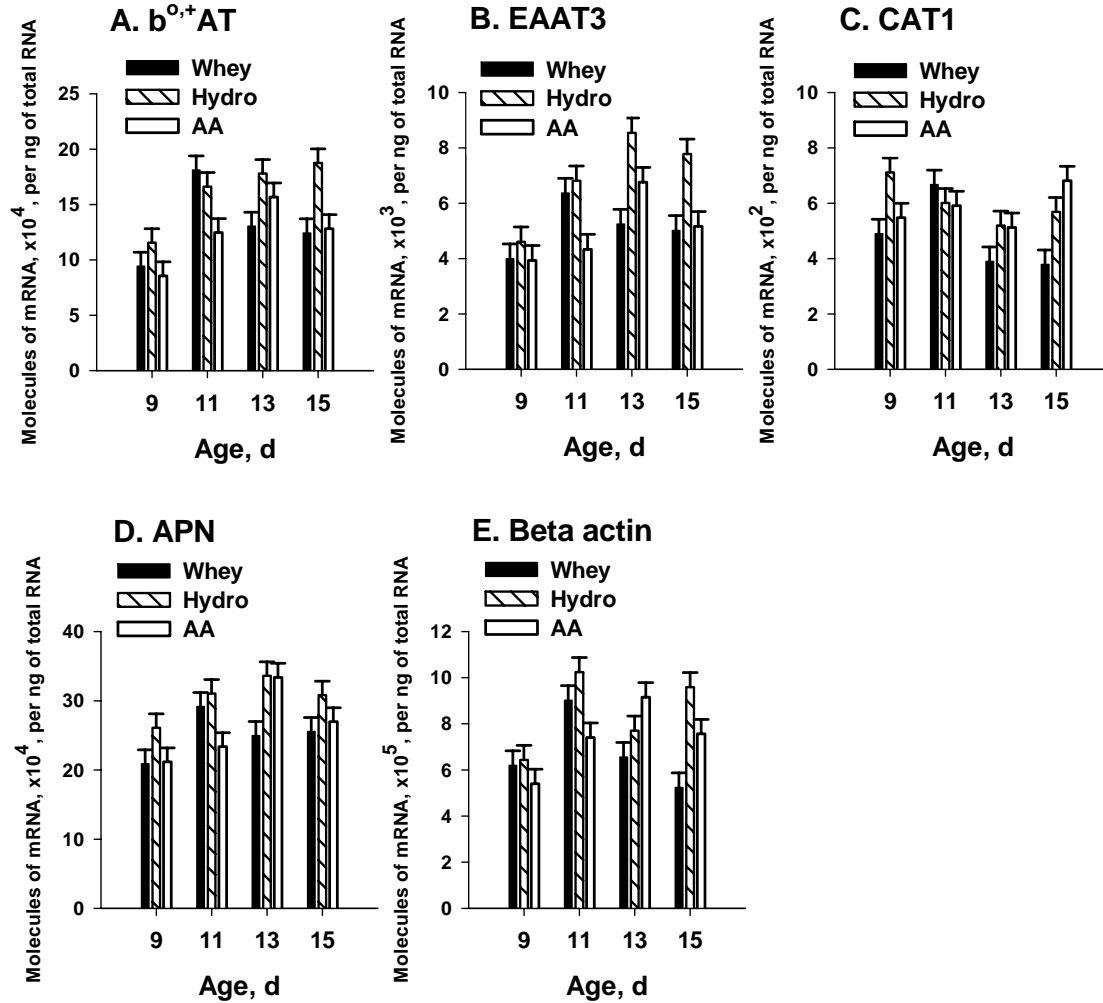 A. b^o,+AT
Whey
Hydro
AA
Molecules of mRNA, x10^4, per ng of total RNA
25
20
15
10
5
0
9 11 13 15
Age, d
B. EAAT3
Whey
Hydro
AA
Molecules of mRNA, x10^3, per ng of total RNA
10
8
6
4
2
0
9 11 13 15
Age, d
C. CAT1
Whey
Hydro
AA
Molecules of mRNA, x10^2, per ng of total RNA
10
8
6
4
2
0
9 11 13 15
Age, d
D. APN
Whey
Hydro
AA
Molecules of mRNA, x10^4, per ng of total RNA
40
30
20
10
0
9 11 13 15
Age, d
E. Beta actin
Whey
Hydro
AA
Molecules of mRNA, x10^5, per ng of total RNA
12
10
8
6
4
2
0
9 11 13 15
Age, d